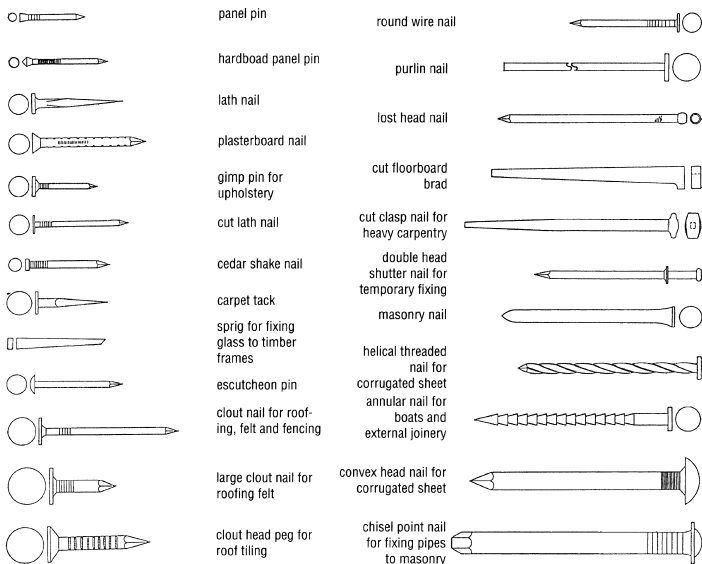 panel pin
hardboad panel pin
lath nail
plasterboard nail
gimp pin for
upholstery
cut lath nail
cedar shake nail
carpet tack
sprig for fixing
glass to timber
frames
escutcheon pin
clout nail for roof-
ing, felt and fencing
large clout nail for
roofing felt
clout head peg for
roof tiling
round wire nail
purlin nail
lost head nail
cut floorboard
brad
cut clasp nail for
heavy carpentry
double head
shutter nail for
temporary fixing
masonry nail
helical threaded
nail for
corrugated sheet
annular nail for
boats and
external joinery
convex head nail for
corrugated sheet
chisel point nail
for fixing pipes
to masonry